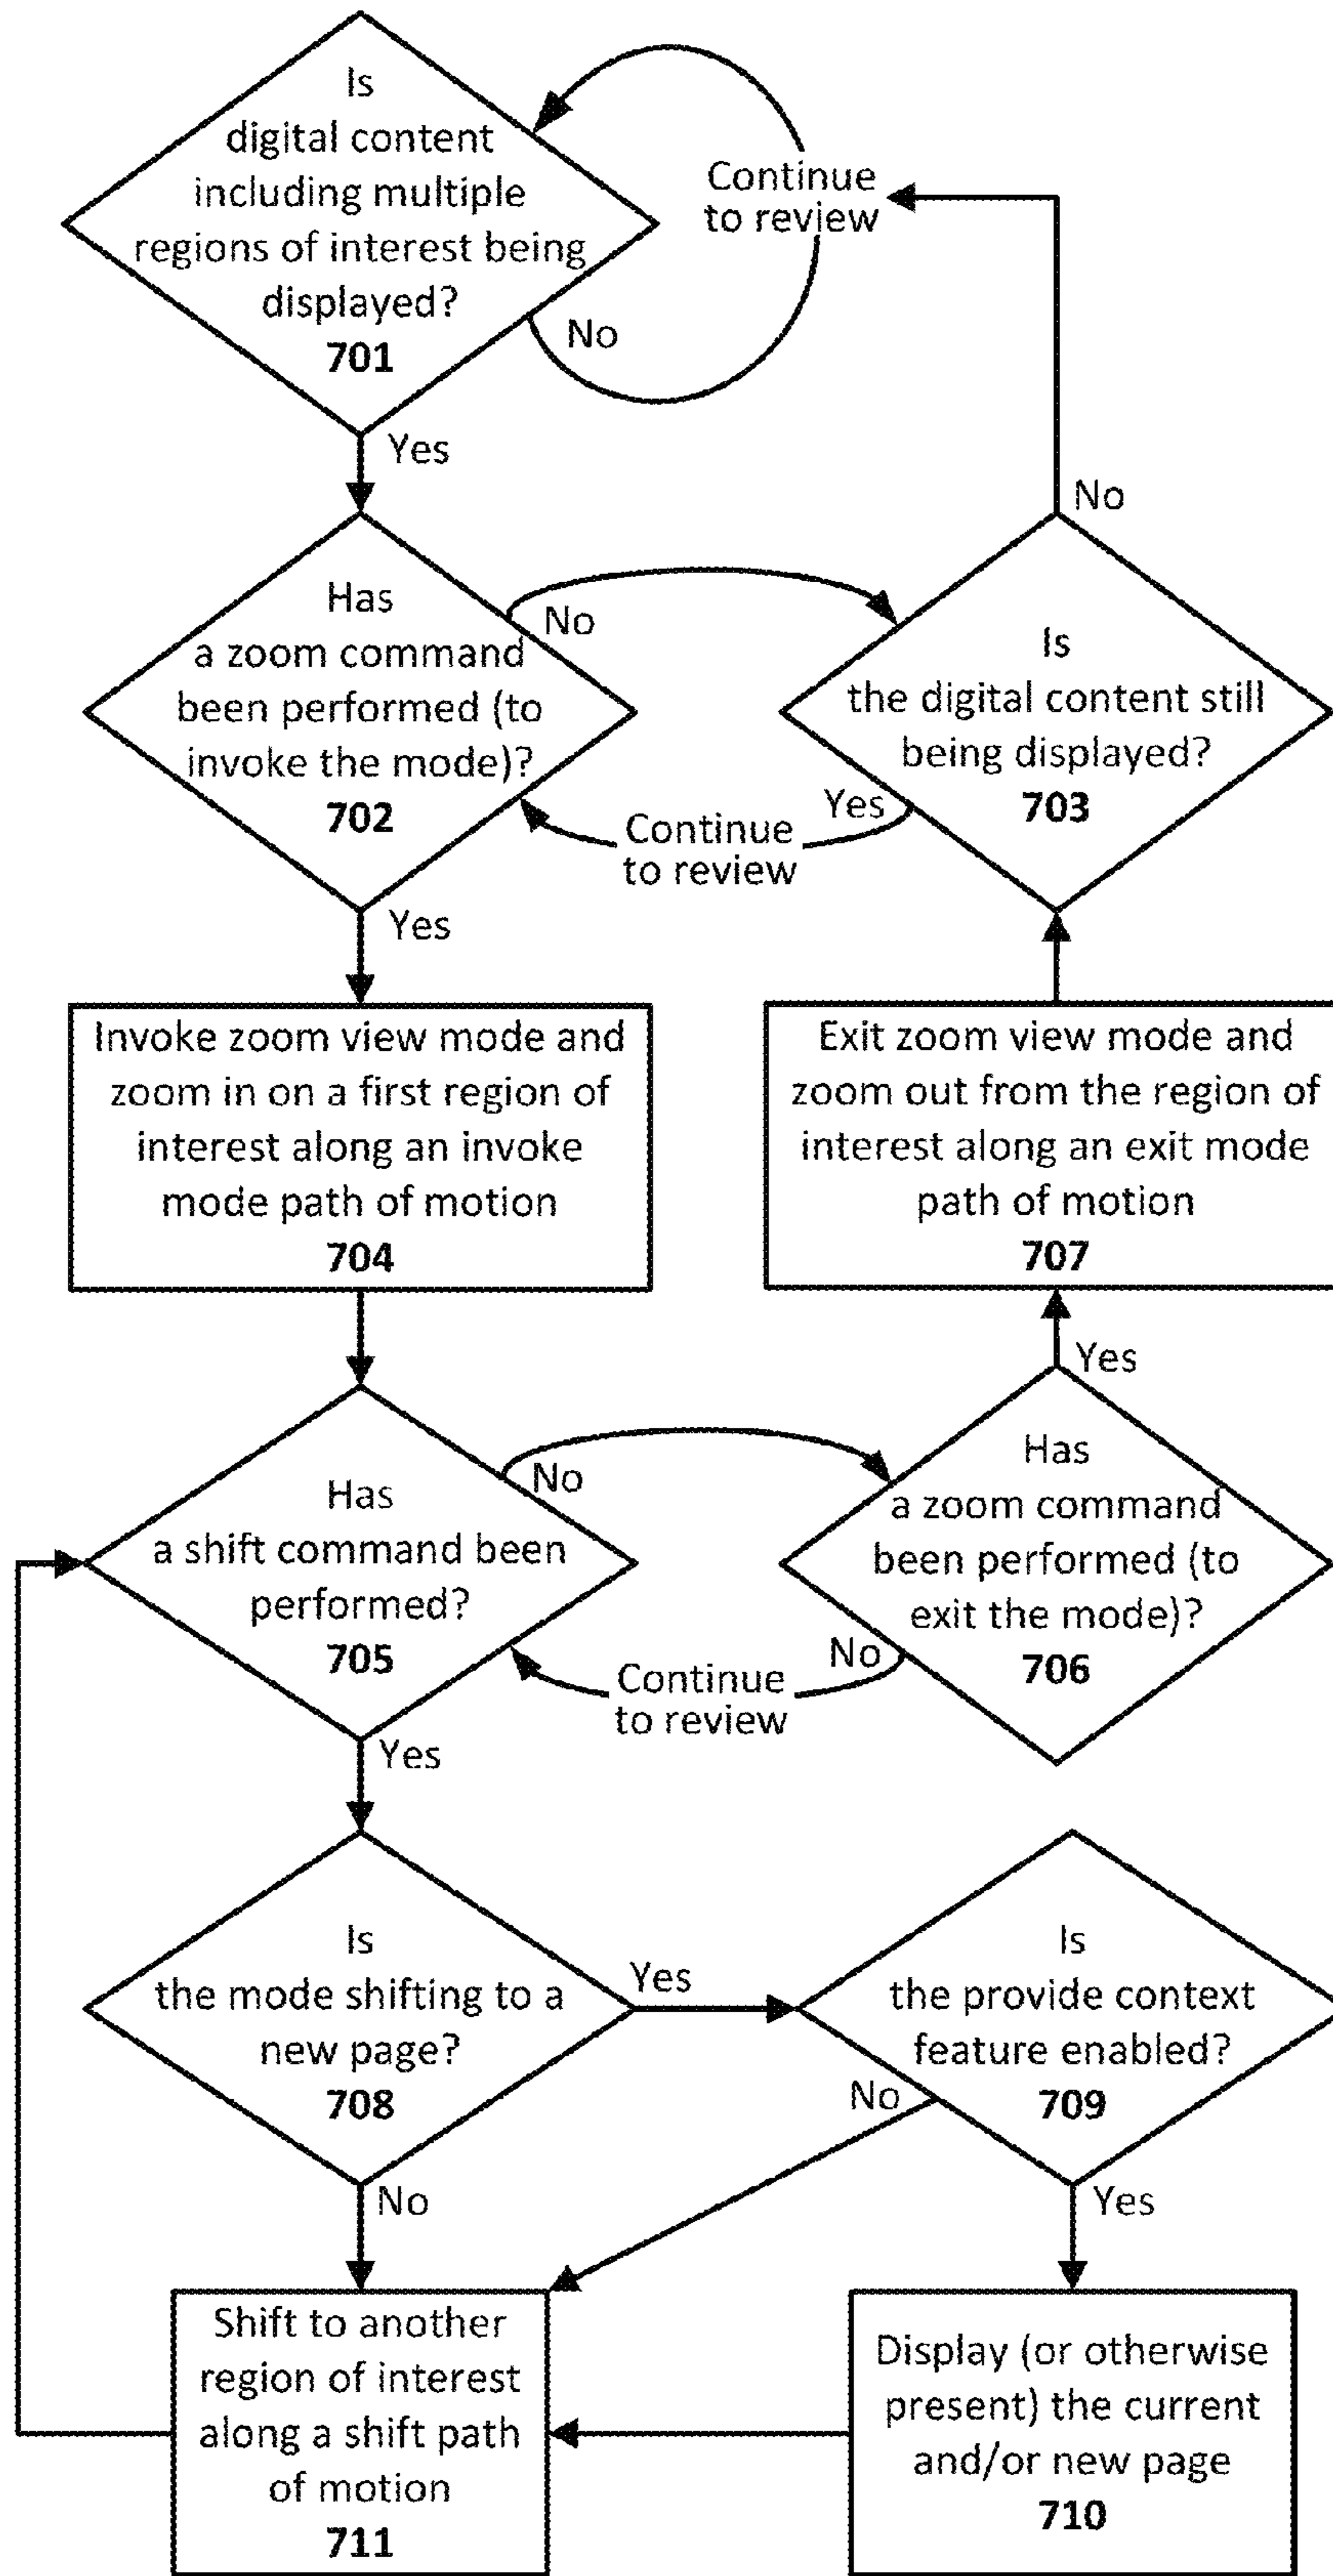 Is
digital content
including multiple
regions of interest being
displayed?
701
No
Continue
to review
Yes
No
Has
a zoom command
been performed (to
invoke the mode)?
702
No
Is
the digital content still
being displayed?
703
Yes
Continue
to review
Yes
Invoke zoom view mode and
zoom in on a first region of
interest along an invoke
mode path of motion
704
Exit zoom view mode and
zoom out from the region of
interest along an exit mode
path of motion
707
Yes
Has
a shift command been
performed?
705
No
Has
a zoom command
been performed (to
exit the mode)?
706
No
Continue
to review
Yes
Is
the mode shifting to a
new page?
708
Yes
Is
the provide context
feature enabled?
709
No
No
Yes
Shift to another
region of interest
along a shift path
of motion
711
Display (or otherwise
present) the current
and/or new page
710